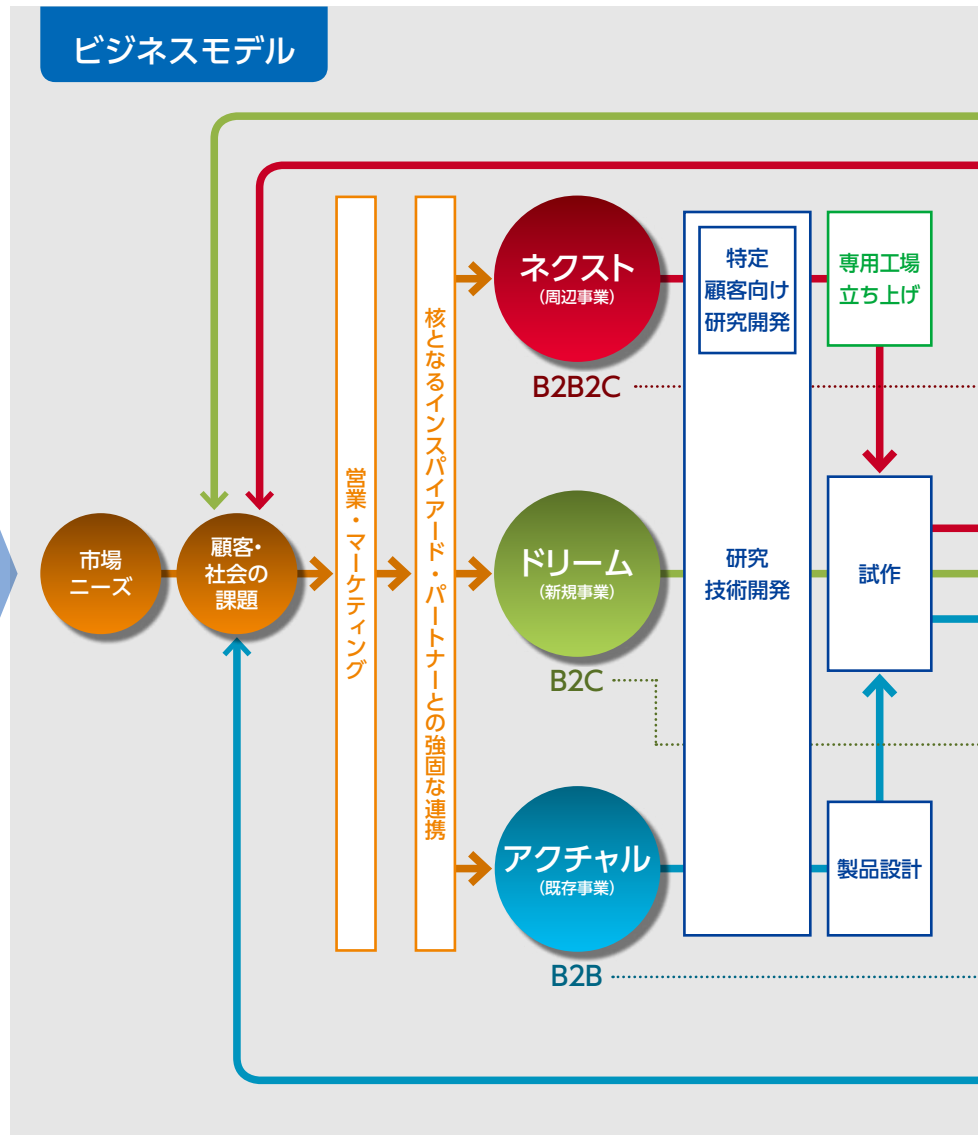 ビジネスモデル
市場
ニーズ
顧客・
社会の
課題
営業・マーケティング
核となるインスパイアード・パートナーとの強固な連携
ネクスト
（周辺事業）
B2B2C
ドリーム
（新規事業）
B2C
アクチャル
（既存事業）
B2B
特定
顧客向け
研究開発
研究
技術開発
専用工場
立ち上げ
試作
製品設計